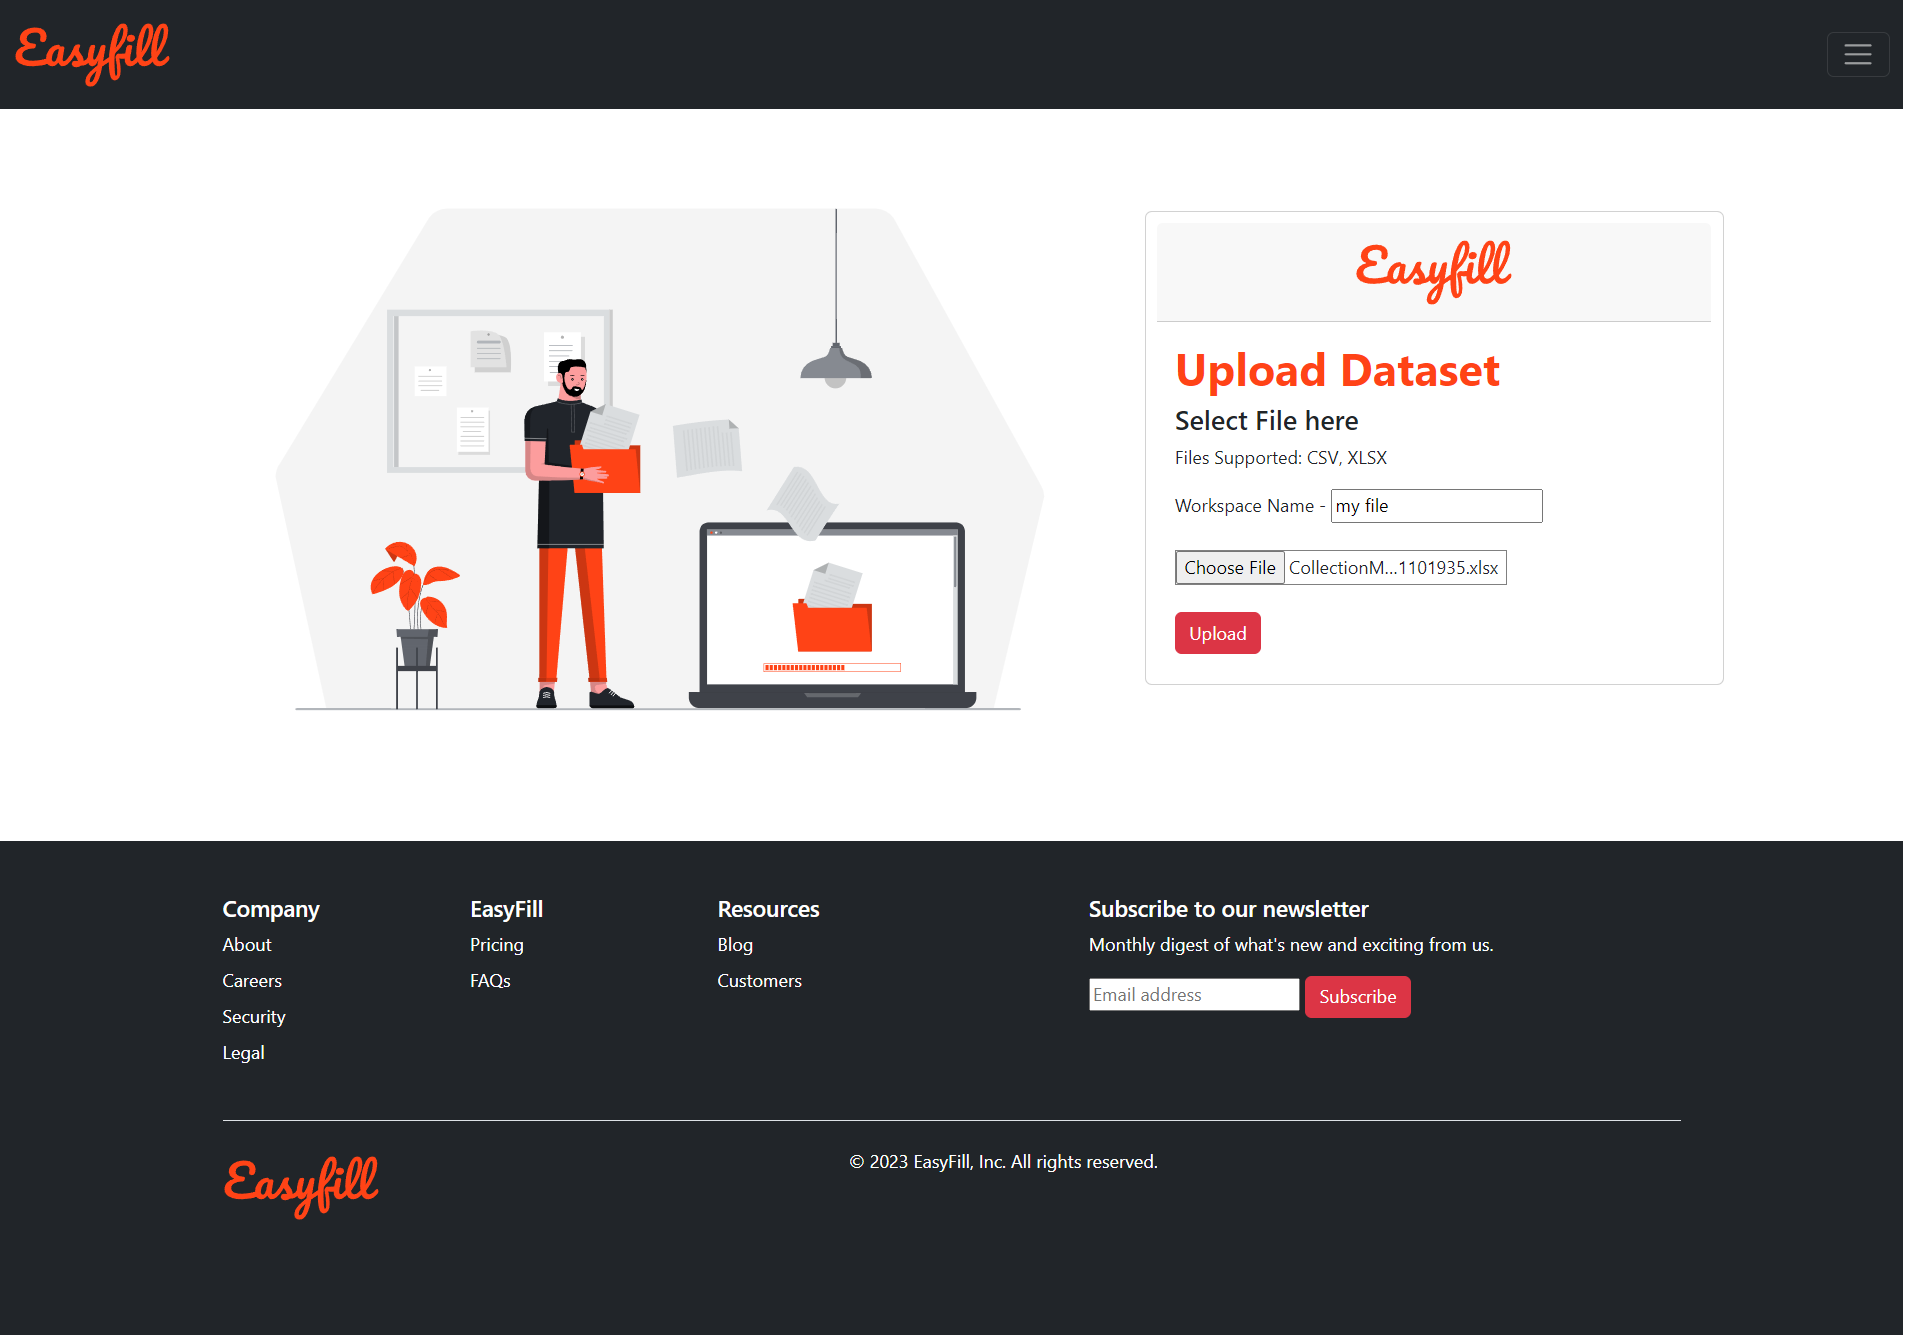 Easyfill
Easyfill
Upload Dataset
Select File here
Files Supported: CSV, XLSX
Workspace Name - my file
Choose File CollectionM...1101935.xlsx
Upload
Company
About
Careers
Security
Legal
EasyFill
Pricing
FAQs
Resources
Blog
Customers
Subscribe to our newsletter
Monthly digest of what's new and exciting from us.
Email address Subscribe
Easyfill
© 2023 EasyFill, Inc. All rights reserved.